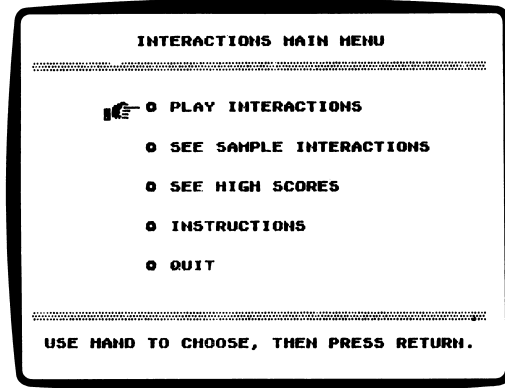 INTERACTIONS MAIN MENU
PLAY INTERACTIONS
SEE SAMPLE INTERACTIONS
SEE HIGH SCORES
INSTRUCTIONS
QUIT
USE HAND TO CHOOSE, THEN PRESS RETURN.